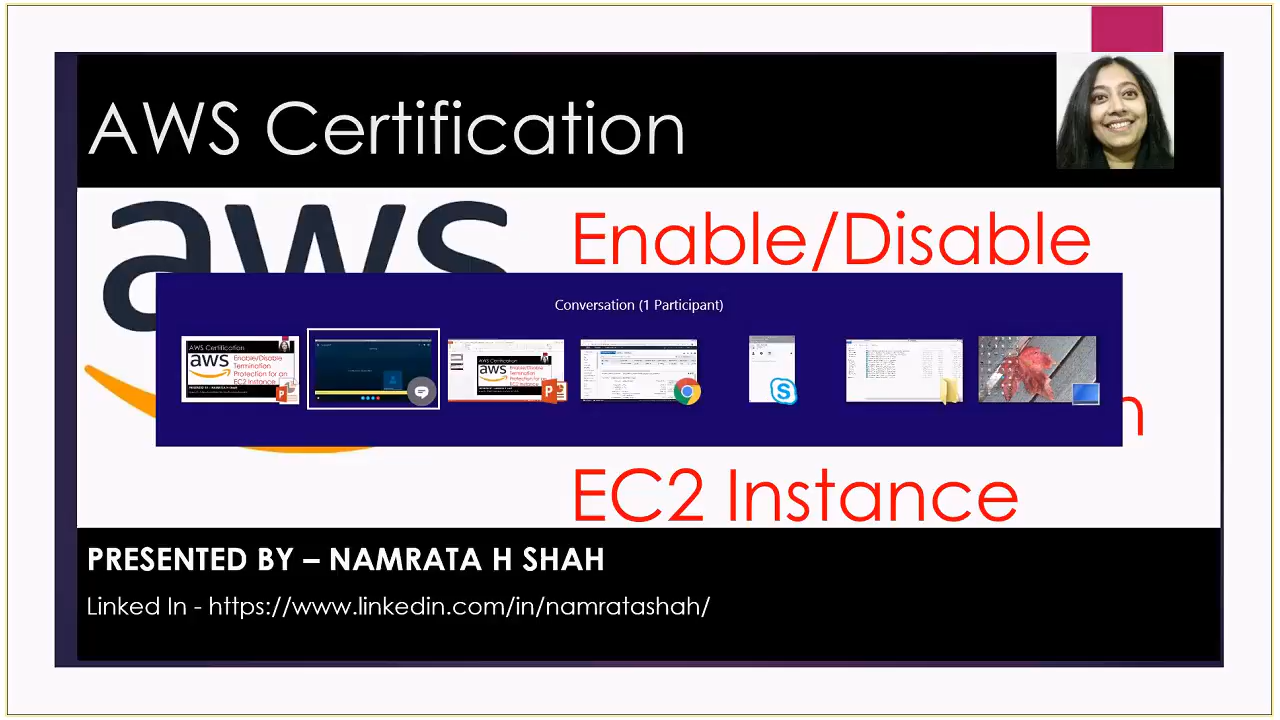 AWS Certification
aws
Enable/Disable
Conversation (1 Participant)
AWS Certification
aws
Enable/Disable
Termination
Protection for an
EC2 Instance
AWS Certification
aws
Enable/Disable
Termination
Protection for an
EC2 Instance
n
EC2 Instance
PRESENTED BY – NAMRATA H SHAH
Linked In - https://www.linkedin.com/in/namratashah/